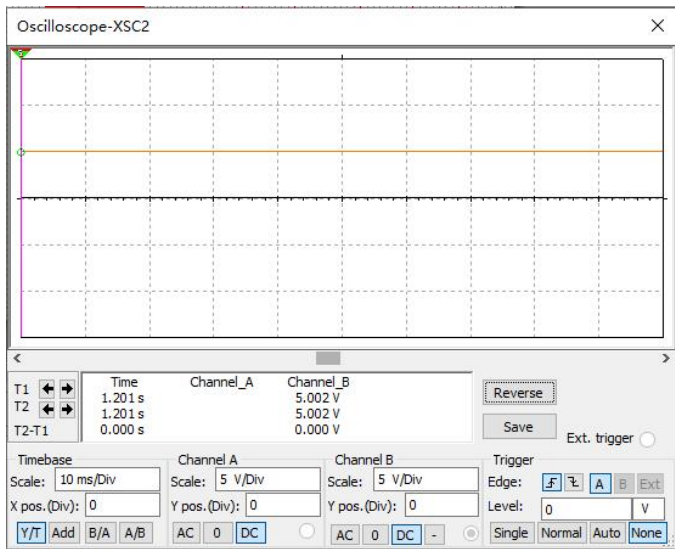 Oscilloscope-XSC2
Time Channel_A Channel_B
T1 1.201 s 5.002 V
T2 1.201 s 5.002 V
T2-T1 0.000 s 0.000 V
Reverse
Save
Ext. trigger
Timebase
Scale: 10 ms/Div
X pos.(Div): 0
Y/T Add B/A A/B
Channel A
Scale: 5 V/Div
Y pos.(Div): 0
AC 0 DC
Channel B
Scale: 5 V/Div
Y pos.(Div): 0
AC 0 DC -
Trigger
Edge: A B Ext
Level: 0 V
Single Normal Auto None